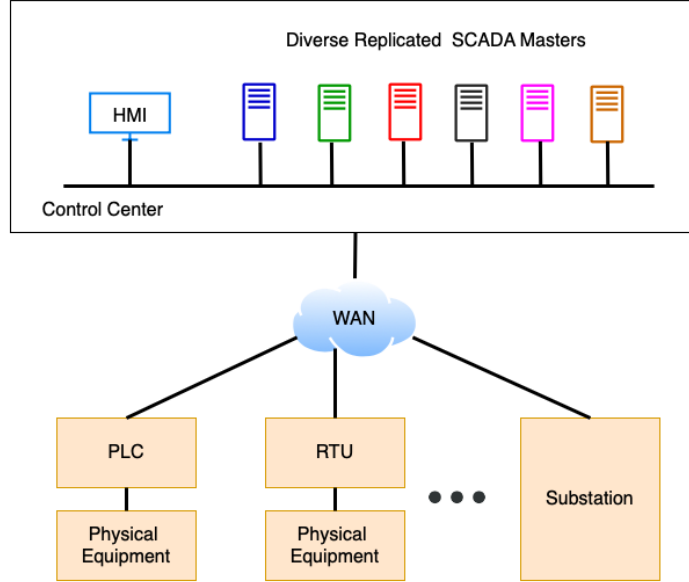 Diverse Replicated SCADA Masters
HMI
Control Center
WAN
PLC
RTU
Substation
Physical
Equipment
Physical
Equipment